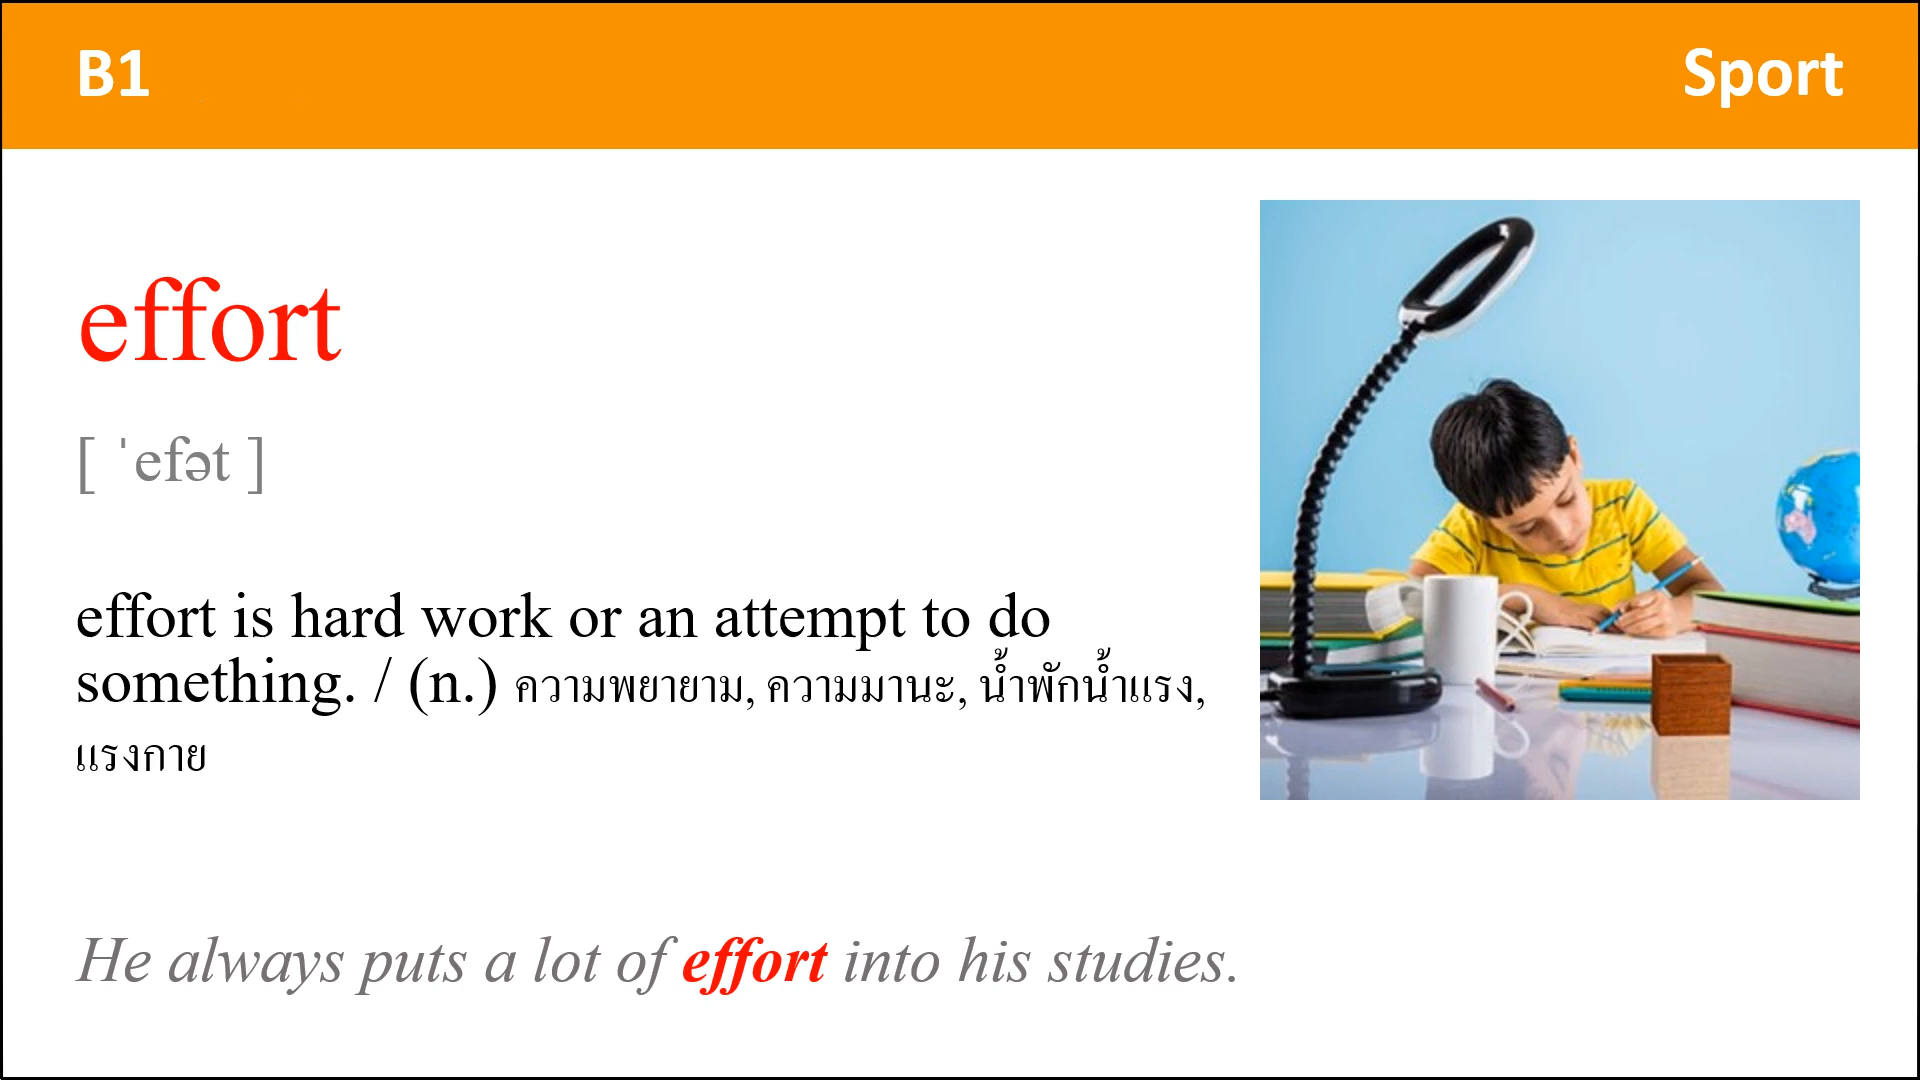 B1
Sport
effort
[ ˈefət ]
effort is hard work or an attempt to do
something. / (n.) ความพยายาม, ความมานะ, น้ำพักน้ำแรง,
แรงกาย
He always puts a lot of effort into his studies.